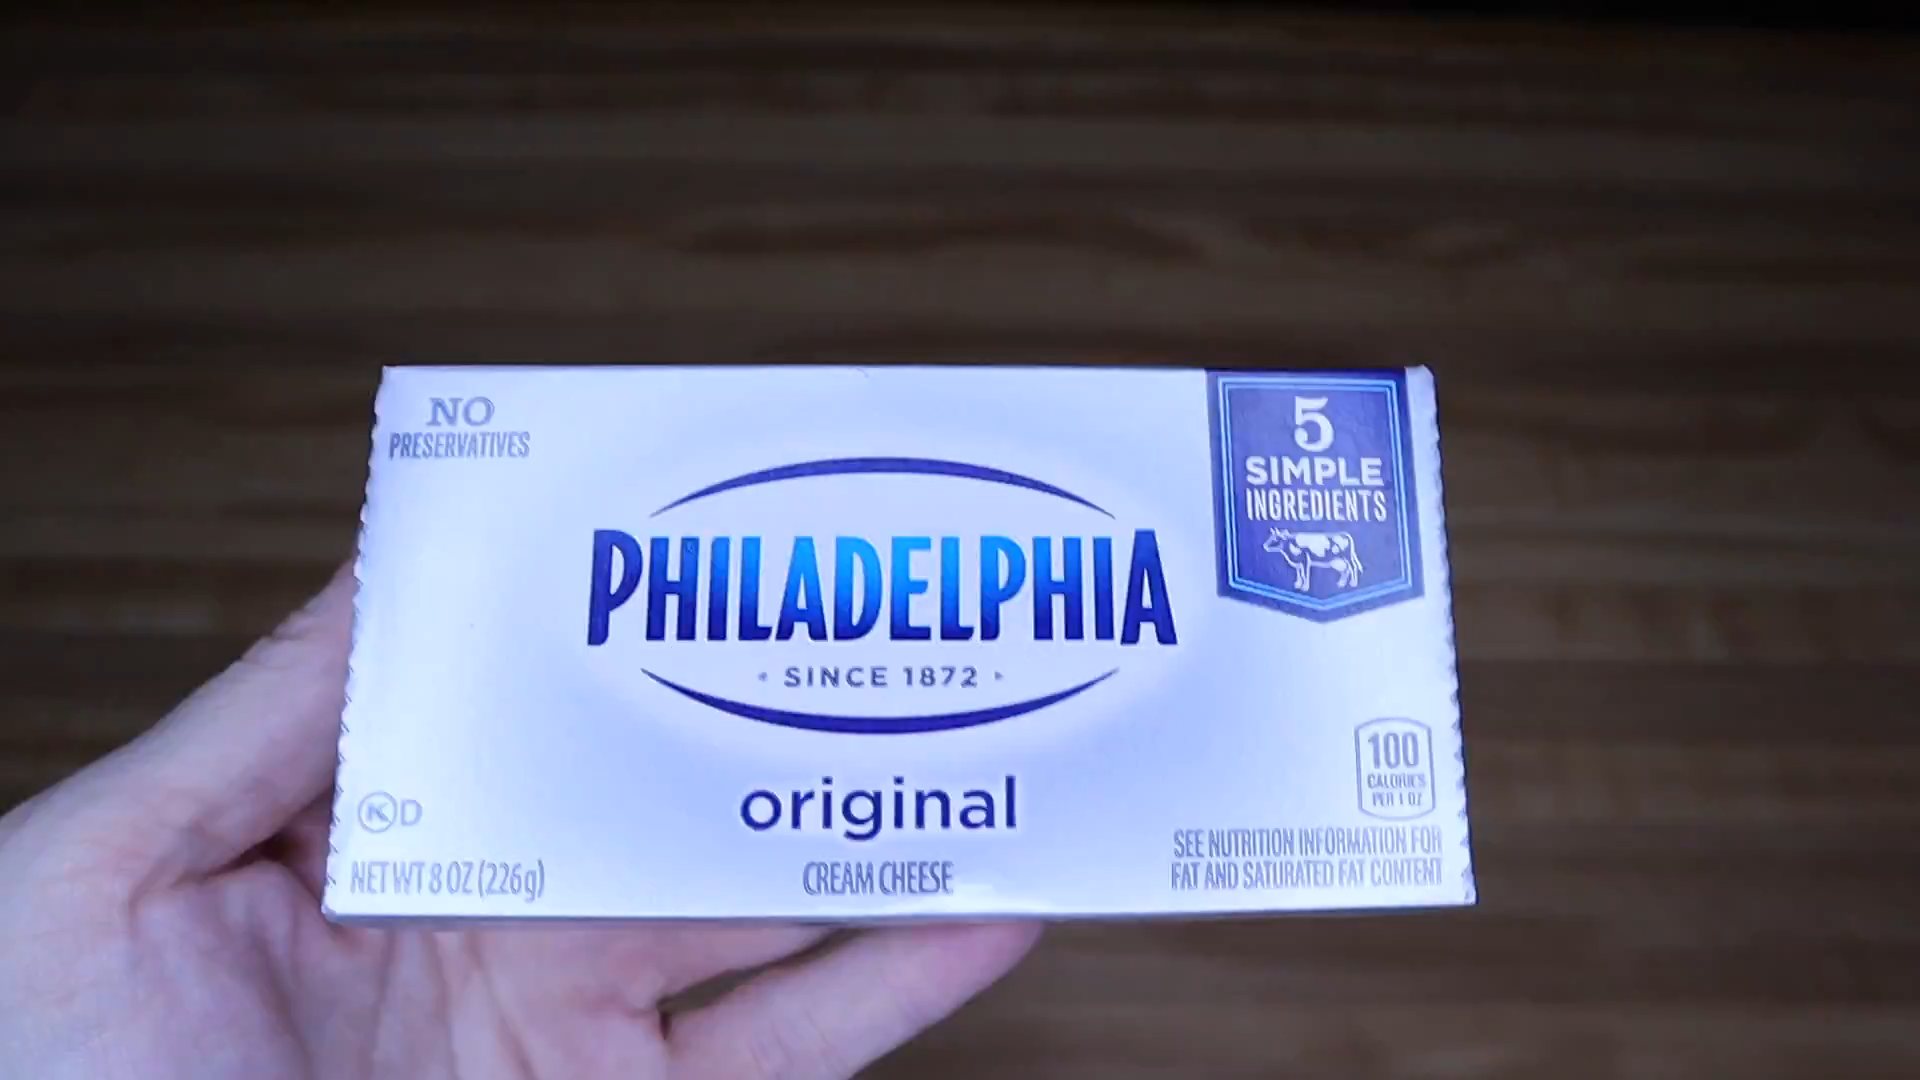 NO
PRESERVATIVES
5
SIMPLE
INGREDIENTS
PHILADELPHIA
• SINCE 1872 •
original
CREAM CHEESE
K D
NET WT 8 OZ (226g)
100
CALORIES
PER 1 OZ
SEE NUTRITION INFORMATION FOR
FAT AND SATURATED FAT CONTENT